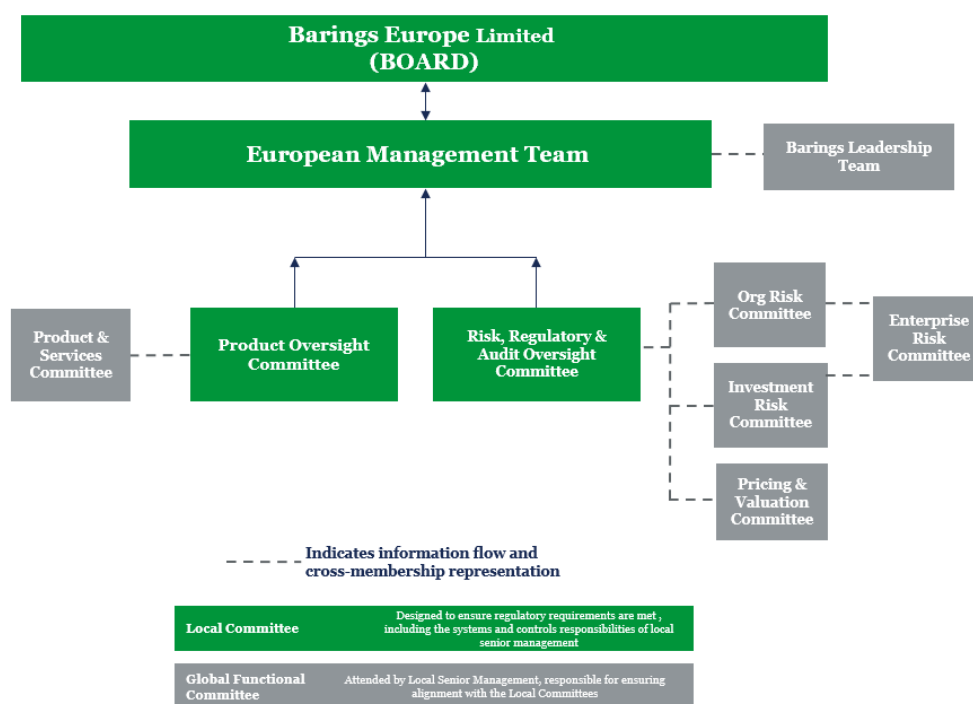 Barings Europe Limited
(BOARD)
European Management Team
Barings Leadership
Team
Product &
Services
Committee
Product Oversight
Committee
Risk, Regulatory &
Audit Oversight
Committee
Org Risk
Committee
Enterprise
Risk
Committee
Investment
Risk
Committee
Pricing &
Valuation
Committee
Indicates information flow and
cross-membership representation
Local Committee
Designed to ensure regulatory requirements are met ,
including the systems and controls responsibilities of local
senior management
Global Functional
Committee
Attended by Local Senior Management, responsible for ensuring
alignment with the Local Committees